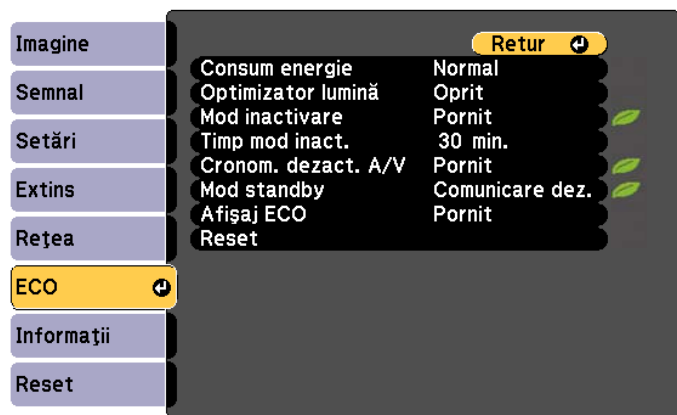 Imagine
Semnal
Setări
Extins
Reţea
ECO
Informaţii
Reset
Retur
Consum energie Normal
Optimizator lumină Oprit
Mod inactivare Pornit
Timp mod inact. 30 min.
Cronom. dezact. A/V Pornit
Mod standby Comunicare dez.
Afişaj ECO Pornit
Reset